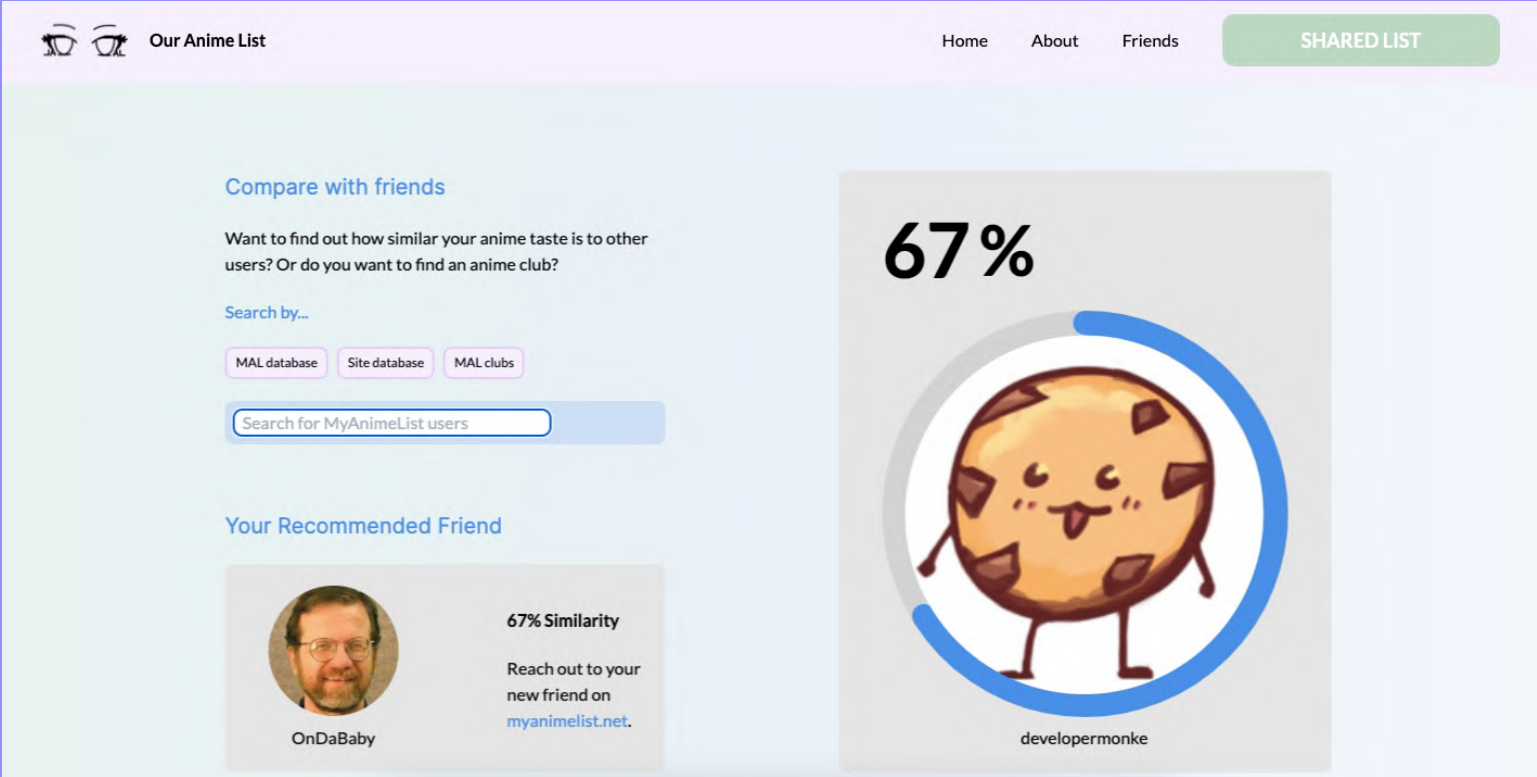 Our Anime List
Home
About
Friends
SHARED LIST
Compare with friends
Want to find out how similar your anime taste is to other
users? Or do you want to find an anime club?
Search by...
MAL database
Site database
MAL clubs
Search for MyAnimeList users
Your Recommended Friend
OnDaBaby
67% Similarity
Reach out to your
new friend on
myanimelist.net.
67%
developermonke